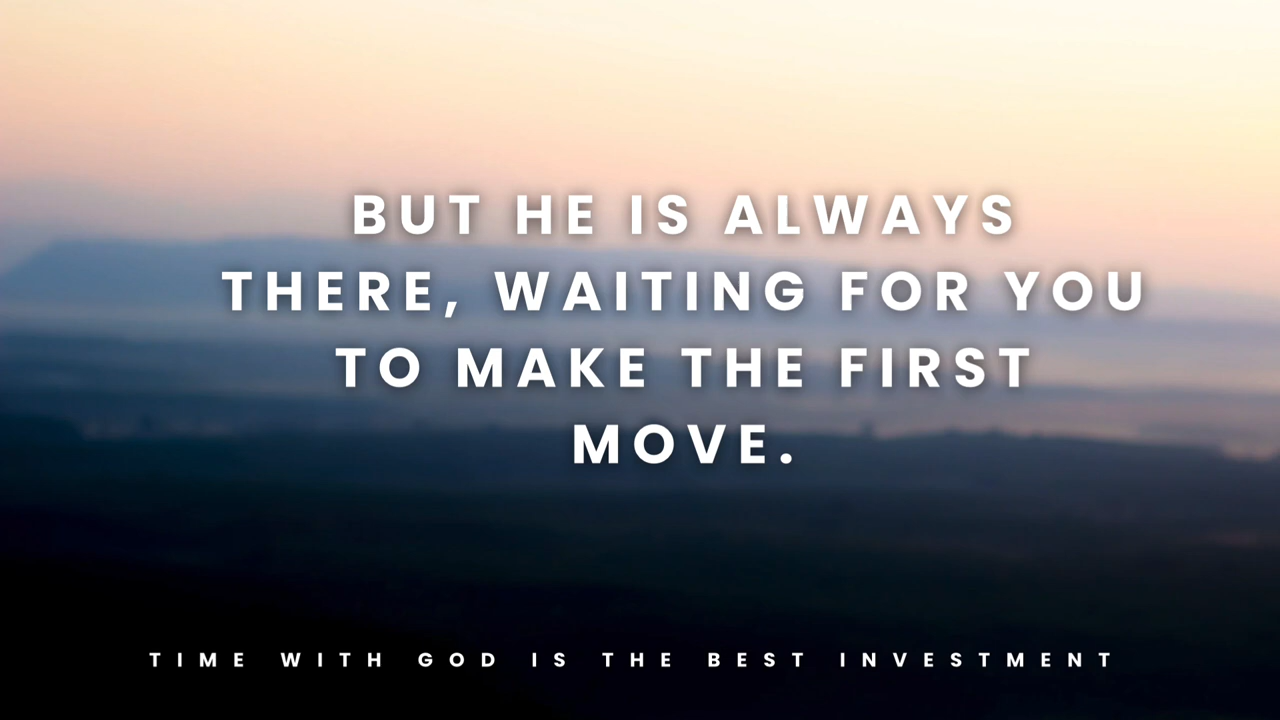 BUT HE IS ALWAYS
THERE, WAITING FOR YOU
TO MAKE THE FIRST
MOVE.
TIME WITH GOD IS THE BEST INVESTMENT